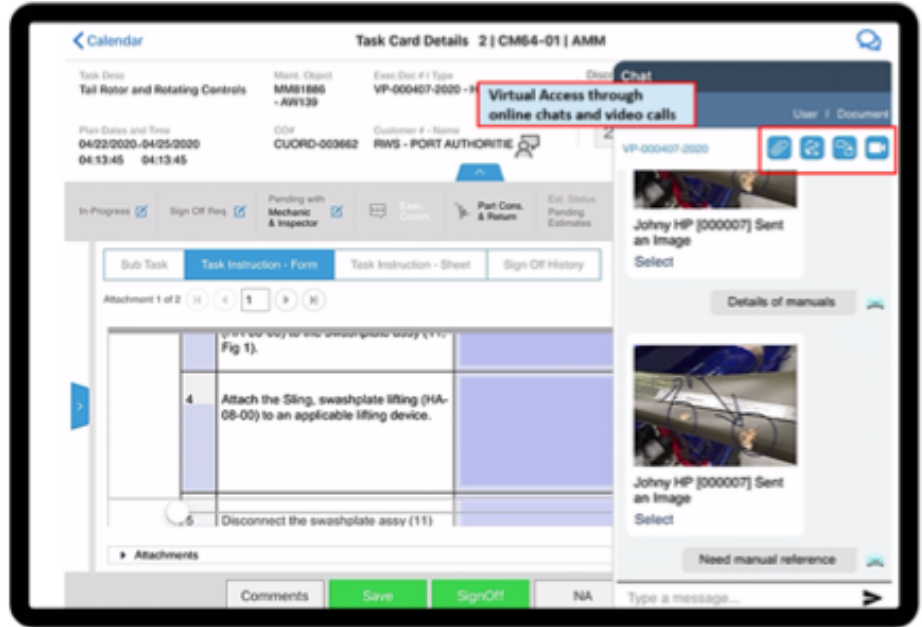 Calendar
Task Card Details 2 | CM64-01 | AMM
Task Desc
Tail Rotor and Rotating Controls
Maint. Object
MM81886
- AW139
Exec.Doc # | Type
VP-000407-2020 - H
Plan Dates and Time
04/22/2020..04/25/2020
04:13:45 04:13:45
CO#
CUORD-003662
Customer # - Name
RWS - PORT AUTHORITIE
In-Progress
Sign Off Req.
Pending with
Mechanic
& Inspector
Exec.
Comm.
Part Cons.
& Return
Est. Status
Pending
Estimates
Sub Task
Task Instruction - Form
Task Instruction - Sheet
Sign Off History
Attachment 1 of 2
1
Fig 1).
4
Attach the Sling, swashplate lifting (HA-
08-00) to an applicable lifting device.
5
Disconnect the swashplate assy (11)
Attachments
Comments
Save
SignOff
NA
Virtual Access through
online chats and video calls
Chat
User | Document
VP-000407-2020
Johny HP [000007] Sent
an Image
Select
Details of manuals
Johny HP [000007] Sent
an Image
Select
Need manual reference
Type a message...